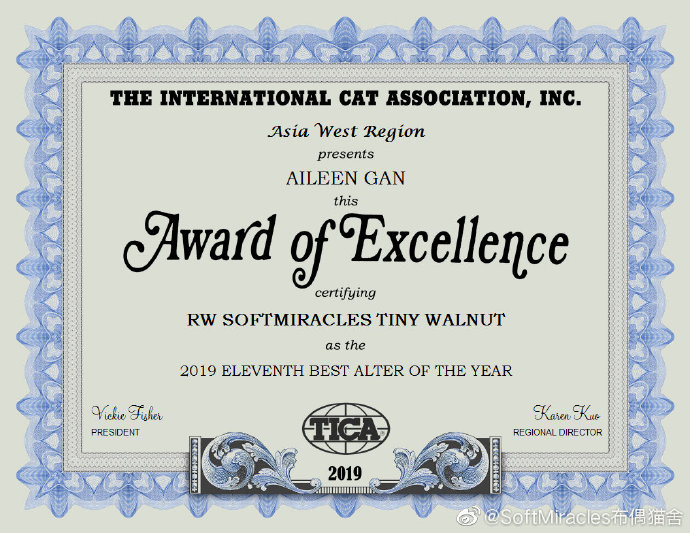 THE INTERNATIONAL CAT ASSOCIATION, INC.
Asia West Region
presents
AILEEN GAN
this
Award of Excellence
certifying
RW SOFTMIRACLES TINY WALNUT
as the
2019 ELEVENTH BEST ALTER OF THE YEAR
Vickie Fisher
PRESIDENT
Karen Kuo
REGIONAL DIRECTOR
TICA
2019
@SoftMiracles布偶猫舍